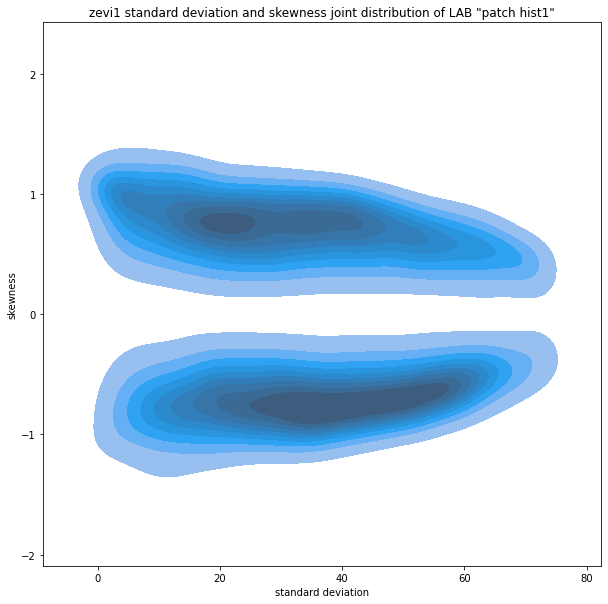 zevi1 standard deviation and skewness joint distribution of LAB "patch hist1"
2
1
0
−1
−2
skewness
0 20 40 60 80
standard deviation